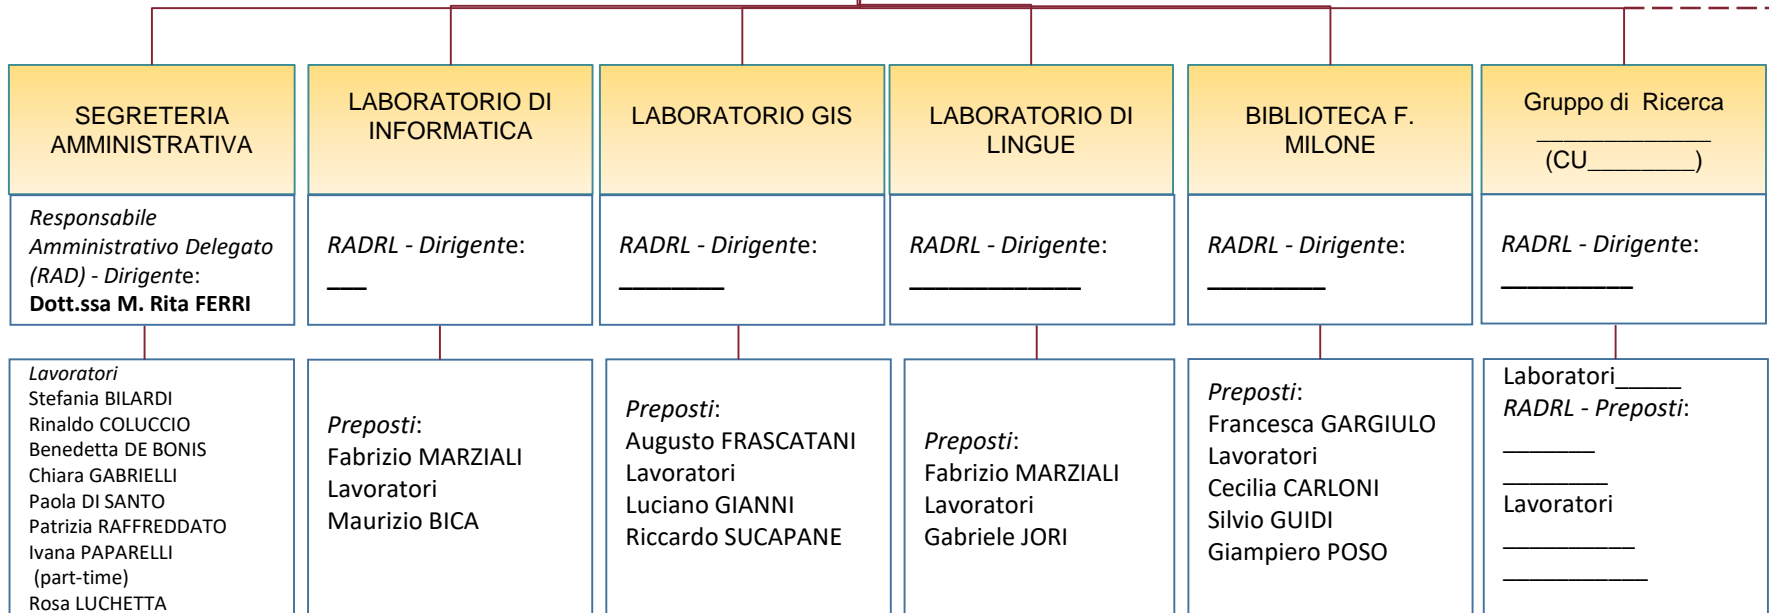 SEGRETERIA
AMMINISTRATIVA
Responsabile
Amministrativo Delegato
(RAD) - Dirigente:
Dott.ssa M. Rita FERRI
Lavoratori
Stefania BILARDI
Rinaldo COLUCCIO
Benedetta DE BONIS
Chiara GABRIELLI
Paola DI SANTO
Patrizia RAFFREDDATO
Ivana PAPARELLI
(part-time)
Rosa LUCHETTA
LABORATORIO DI
INFORMATICA
RADRL - Dirigente:
___
Preposti:
Fabrizio MARZIALI
Lavoratori
Maurizio BICA
LABORATORIO GIS
RADRL - Dirigente:
________
Preposti:
Augusto FRASCATANI
Lavoratori
Luciano GIANNI
Riccardo SUCAPANE
LABORATORIO DI
LINGUE
RADRL - Dirigente:
_____________
Preposti:
Fabrizio MARZIALI
Lavoratori
Gabriele JORI
BIBLIOTECA F.
MILONE
RADRL - Dirigente:
_________
Preposti:
Francesca GARGIULO
Lavoratori
Cecilia CARLONI
Silvio GUIDI
Giampiero POSO
Gruppo di Ricerca
_____________
(CU________)
RADRL - Dirigente:
__________
Laboratori_____
RADRL - Preposti:
_______
________
Lavoratori
__________
___________